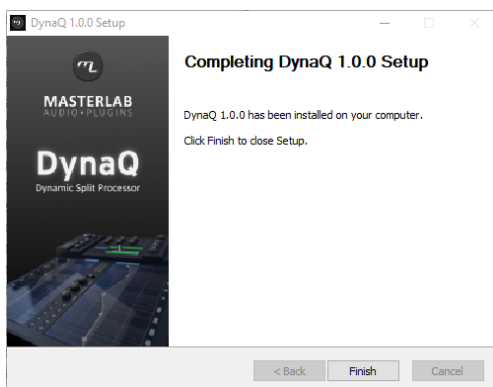 DynaQ 1.0.0 Setup
MASTERLAB
AUDIO•PLUGINS
DynaQ
Dynamic Split Processor
Completing DynaQ 1.0.0 Setup
DynaQ 1.0.0 has been installed on your computer.
Click Finish to close Setup.
< Back
Finish
Cancel